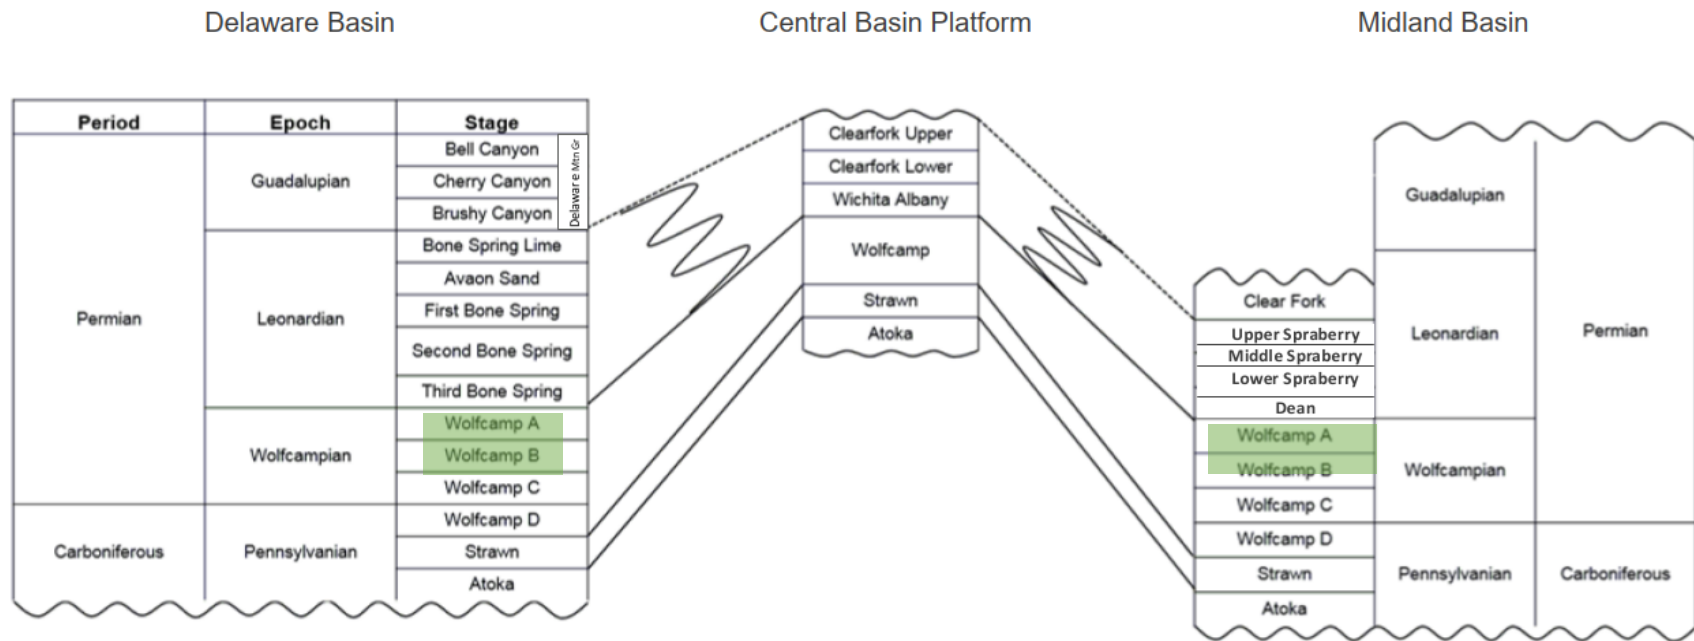 Delaware Basin
Central Basin Platform
Midland Basin
Period
Epoch
Stage
Permian
Guadalupian
Bell Canyon
Cherry Canyon
Brushy Canyon
Delaware Mtn Gr
Leonardian
Bone Spring Lime
Avaon Sand
First Bone Spring
Second Bone Spring
Third Bone Spring
Wolfcampian
Wolfcamp A
Wolfcamp B
Wolfcamp C
Carboniferous
Pennsylvanian
Wolfcamp D
Strawn
Atoka
Clearfork Upper
Clearfork Lower
Wichita Albany
Wolfcamp
Strawn
Atoka
Clear Fork
Upper Spraberry
Middle Spraberry
Lower Spraberry
Dean
Wolfcamp A
Wolfcamp B
Wolfcamp C
Wolfcamp D
Strawn
Atoka
Guadalupian
Leonardian
Wolfcampian
Pennsylvanian
Permian
Carboniferous